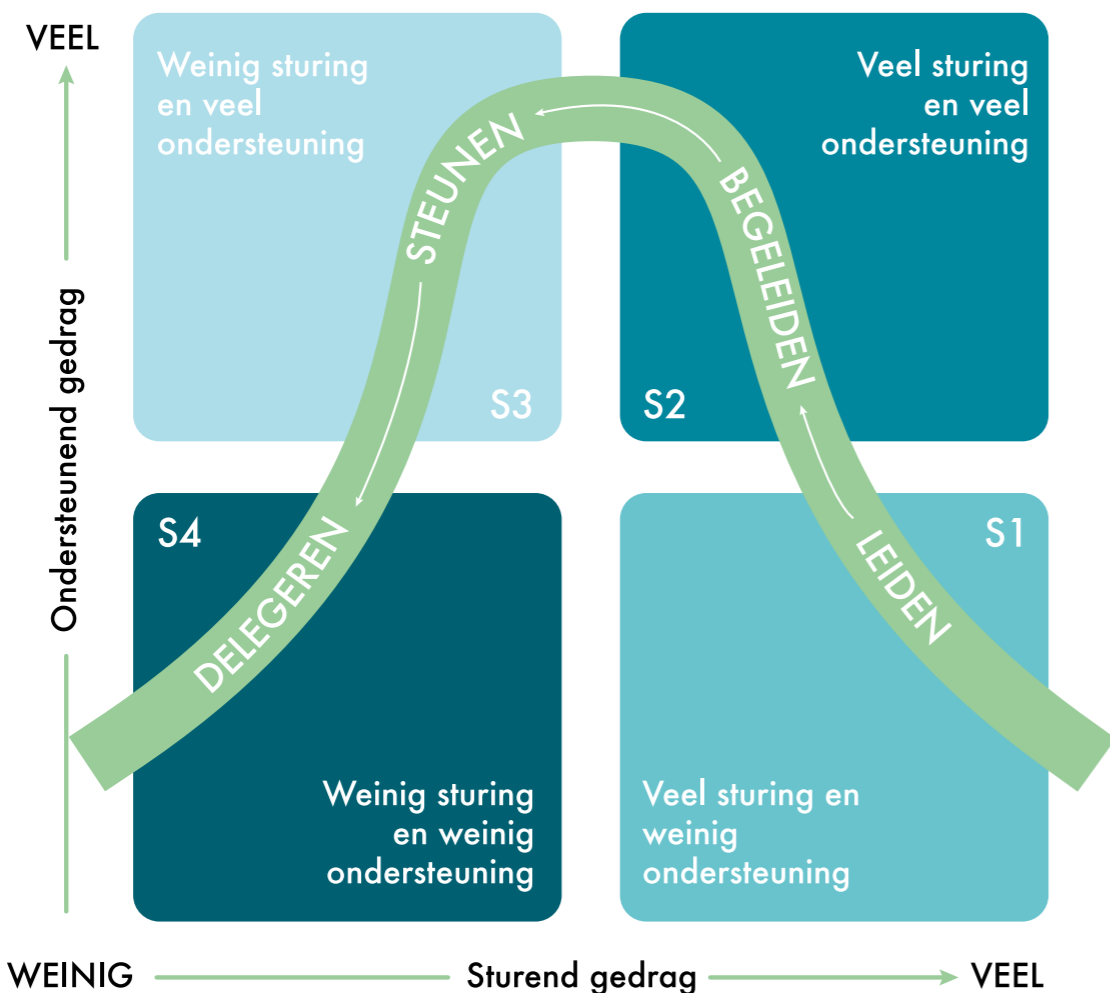 VEEL
Weinig sturing
en veel
ondersteuning
Veel sturing
en veel
ondersteuning
STEUNEN
BEGELEIDEN
Ondersteunend gedrag
S3
S2
S4
S1
DELEGEREN
LEIDEN
Weinig sturing
en weinig
ondersteuning
Veel sturing en
weinig
ondersteuning
WEINIG
Sturend gedrag
VEEL